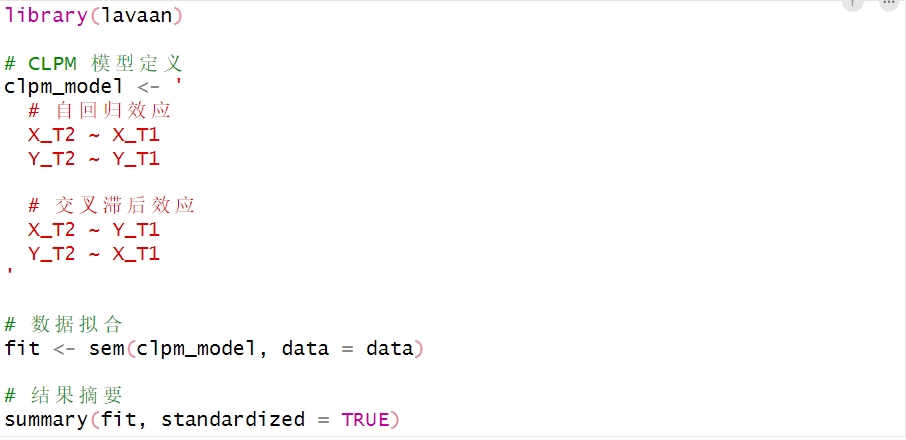 library(lavaan)
# CLPM 模型定义
clpm_model <- '
# 自回归效应
X_T2 ~ X_T1
Y_T2 ~ Y_T1
# 交叉滞后效应
X_T2 ~ Y_T1
Y_T2 ~ X_T1
'
# 数据拟合
fit <- sem(clpm_model, data = data)
# 结果摘要
summary(fit, standardized = TRUE)